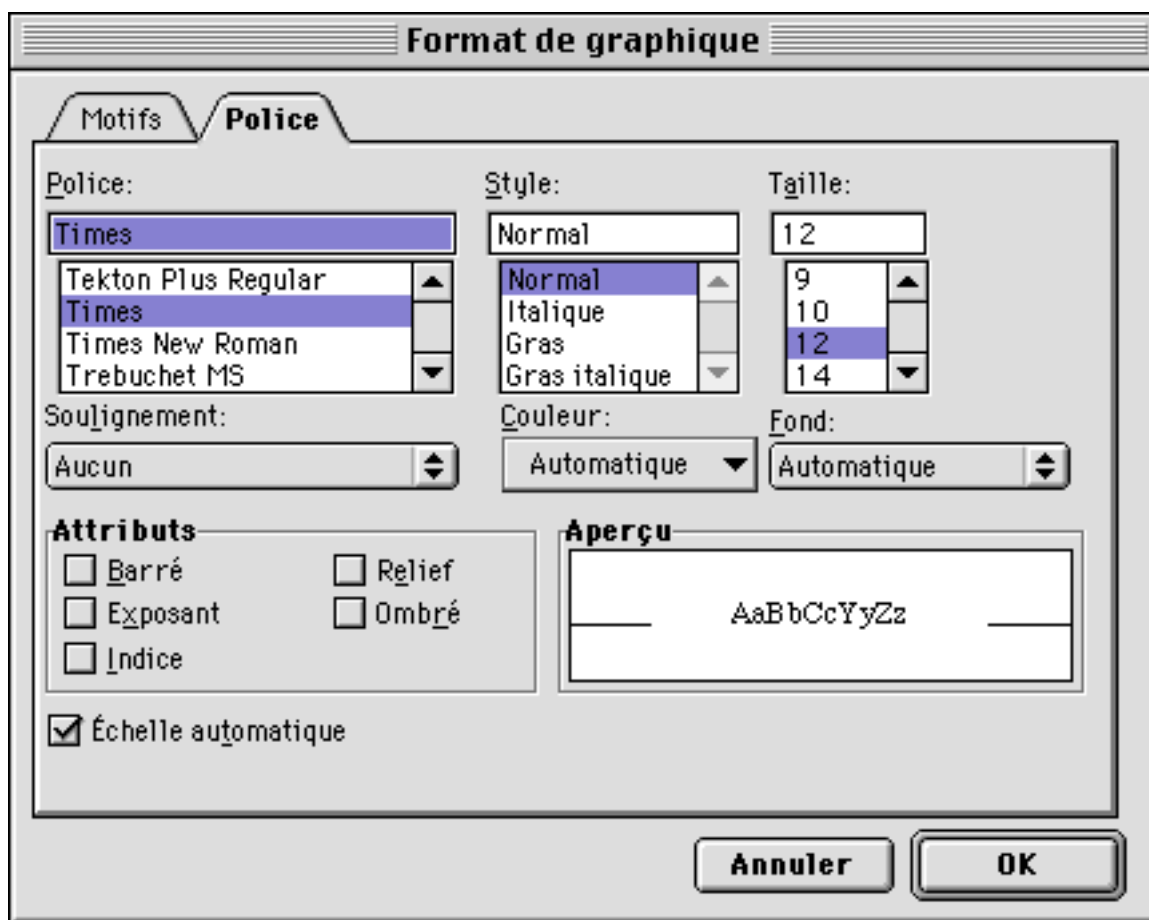 Format de graphique
Motifs Police
Police: Style: Taille:
Times Normal 12
Tekton Plus Regular Normal 9
Times Italique 10
Times New Roman Gras 12
Trebuchet MS Gras italique 14
Soulignement: Couleur: Fond:
Aucun Automatique Automatique
Attributs Aperçu
Barré Relief
Exposant Ombré AaBbCcYyZz
Indice
Échelle automatique
Annuler OK